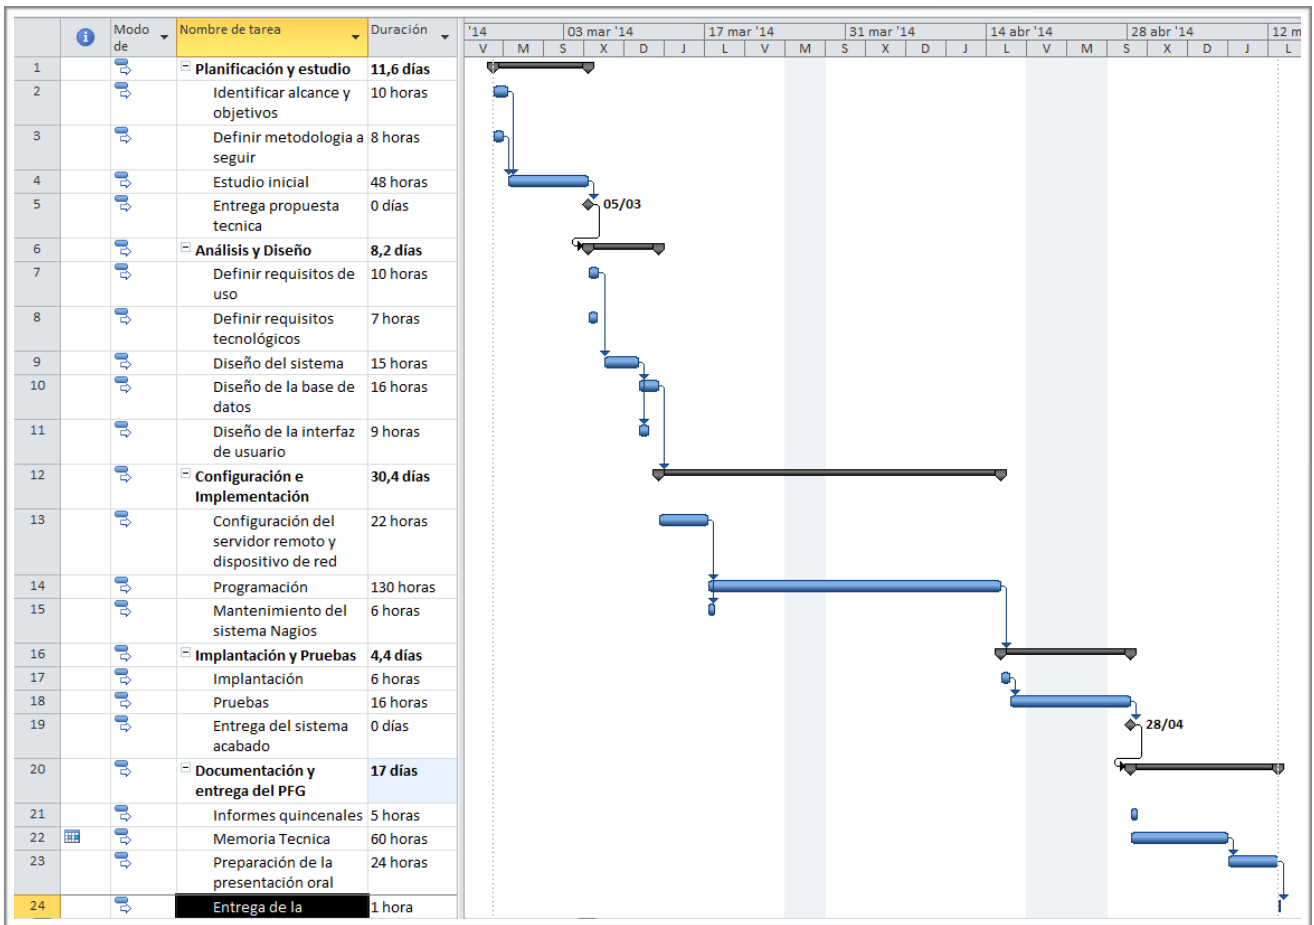 Modo de
Nombre de tarea
Duración
'14
03 mar '14
17 mar '14
31 mar '14
14 abr '14
28 abr '14
12 m
V M S X D J L V M S X D J L V M S X D J L
1 Planificación y estudio 11,6 días
2 Identificar alcance y 10 horas
objetivos
3 Definir metodologia a 8 horas
seguir
4 Estudio inicial 48 horas
5 Entrega propuesta 0 días
tecnica
05/03
6 Análisis y Diseño 8,2 días
7 Definir requisitos de 10 horas
uso
8 Definir requisitos 7 horas
tecnológicos
9 Diseño del sistema 15 horas
10 Diseño de la base de 16 horas
datos
11 Diseño de la interfaz 9 horas
de usuario
12 Configuración e 30,4 días
Implementación
13 Configuración del 22 horas
servidor remoto y
dispositivo de red
14 Programación 130 horas
15 Mantenimiento del 6 horas
sistema Nagios
16 Implantación y Pruebas 4,4 días
17 Implantación 6 horas
18 Pruebas 16 horas
19 Entrega del sistema 0 días
acabado
28/04
20 Documentación y 17 días
entrega del PFG
21 Informes quincenales 5 horas
22 Memoria Tecnica 60 horas
23 Preparación de la 24 horas
presentación oral
24 Entrega de la 1 hora